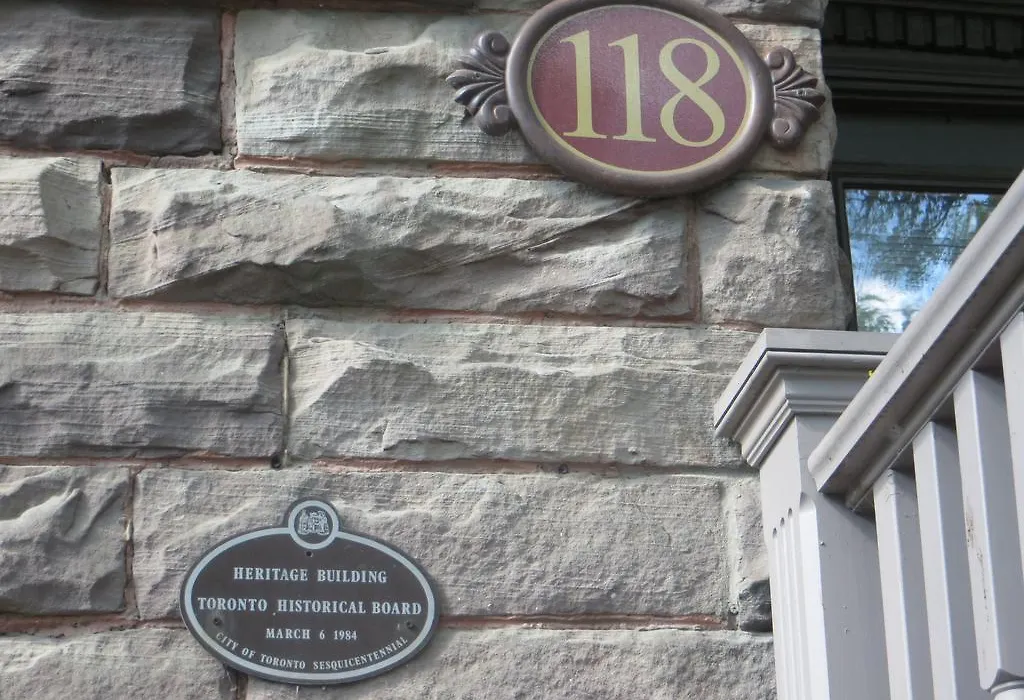 118
HERITAGE BUILDING
TORONTO HISTORICAL BOARD
MARCH 6 1984
CITY OF TORONTO SESQUICENTENNIAL